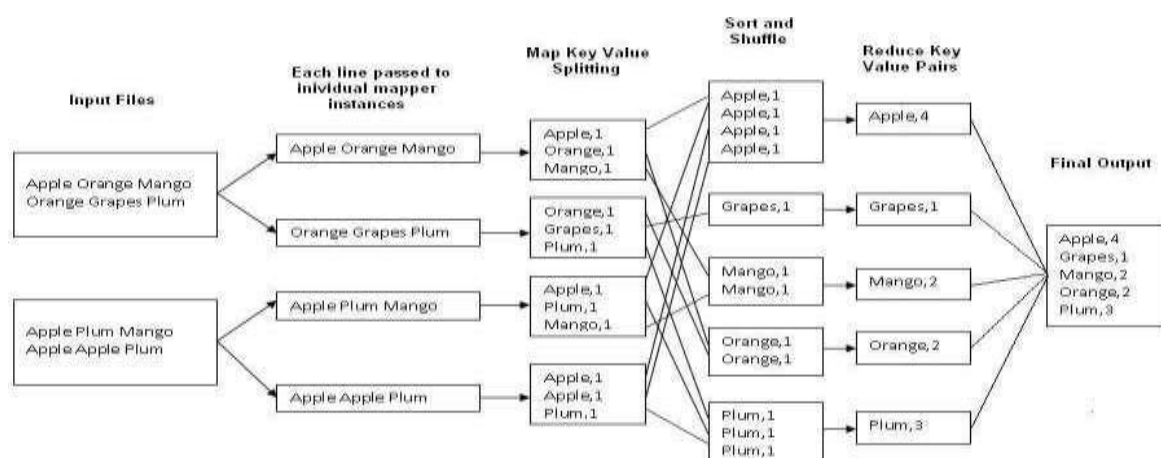 Input Files
Each line passed to
inividual mapper
instances
Map Key Value
Splitting
Sort and
Shuffle
Reduce Key
Value Pairs
Final Output
Apple Orange Mango
Orange Grapes Plum
Apple Plum Mango
Apple Apple Plum
Apple Orange Mango
Orange Grapes Plum
Apple Plum Mango
Apple Apple Plum
Apple,1
Orange,1
Mango,1
Orange,1
Grapes,1
Plum,1
Apple,1
Plum,1
Mango,1
Apple,1
Apple,1
Plum,1
Apple,1
Apple,1
Apple,1
Apple,1
Grapes,1
Mango,1
Mango,1
Orange,1
Orange,1
Plum,1
Plum,1
Plum,1
Apple,4
Grapes,1
Mango,2
Orange,2
Plum,3
Apple,4
Grapes,1
Mango,2
Orange,2
Plum,3